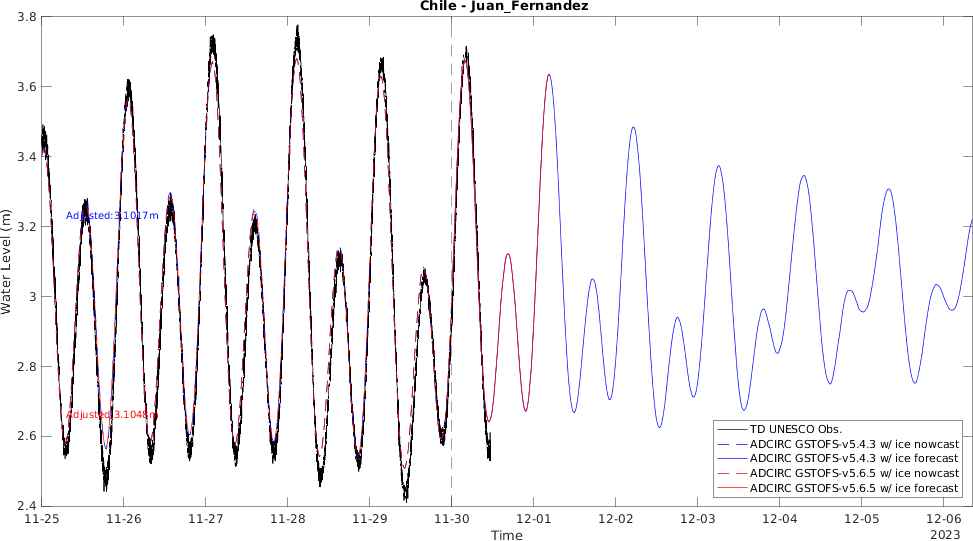 Chile - Juan_Fernandez
3.8
3.6
3.4
3.2
3
2.8
2.6
2.4
Water Level (m)
Adjusted:3.1017m
Adjusted:3.1048m
TD UNESCO Obs.
ADCIRC GSTOFS-v5.4.3 w/ ice nowcast
ADCIRC GSTOFS-v5.4.3 w/ ice forecast
ADCIRC GSTOFS-v5.6.5 w/ ice nowcast
ADCIRC GSTOFS-v5.6.5 w/ ice forecast
11-25 11-26 11-27 11-28 11-29 11-30 12-01 12-02 12-03 12-04 12-05 12-06
Time
2023